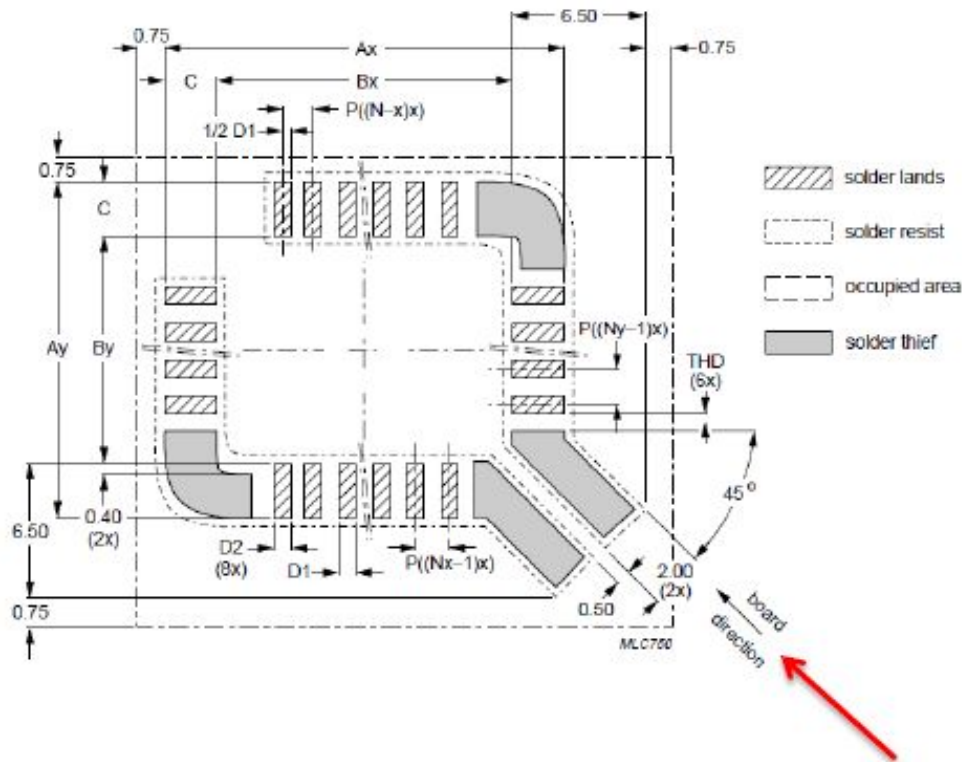 6.50
0.75
Ax
0.75
C
Bx
P((N–x)x)
1/2 D1
0.75
C
solder lands
solder resist
occupied area
solder thief
Ay
By
P((Ny–1)x)
THD
(6x)
45°
6.50
0.40
(2x)
D2
(8x)
D1
P((Nx–1)x)
2.00
(2x)
0.50
0.75
board
direction
MLC760